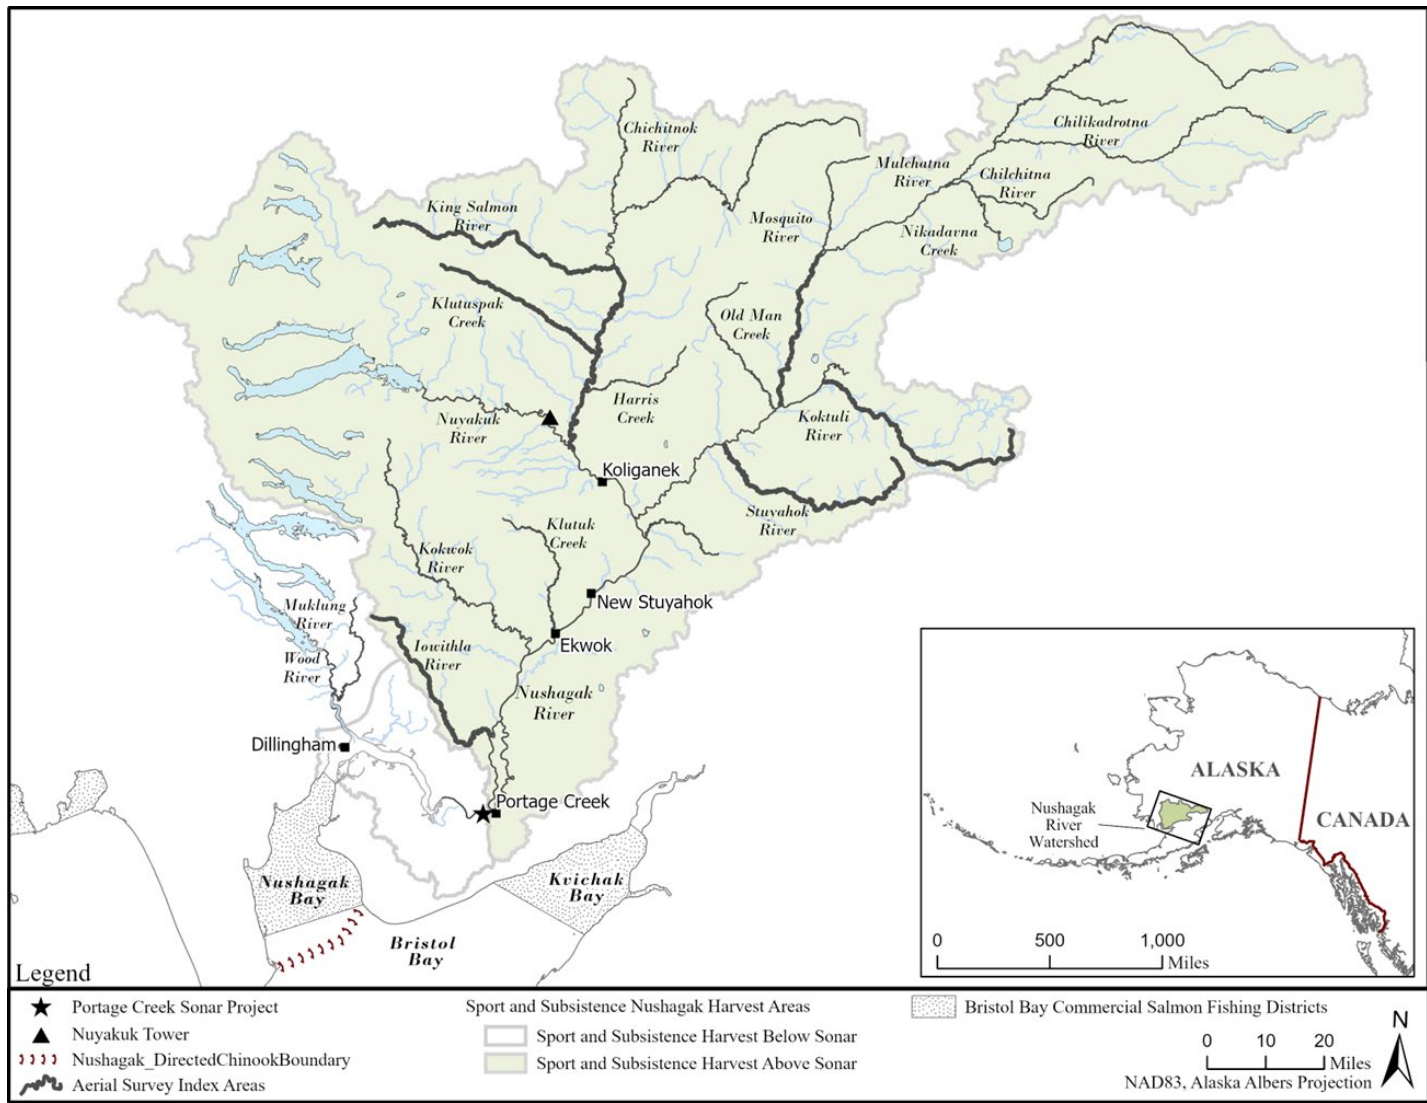 Chichitnok
River
Chilikadrotna
River
Mulchatna
River
Chilchitna
River
King Salmon
River
Mosquito
River
Nikadavna
Creek
Klutuspak
Creek
Old Man
Creek
Harris
Creek
Nuyakuk
River
Koktuli
River
Koliganek
Stuyahok
River
Klutuk
Creek
Kokwok
River
New Stuyahok
Muklung
River
Ekwok
Iowithla
River
Wood
River
Nushagak
River
Dillingham
Portage Creek
Nushagak
Bay
Kvichak
Bay
Bristol
Bay
ALASKA
CANADA
Nushagak
River
Watershed
0 500 1,000
Miles
Legend
Portage Creek Sonar Project
Nuyakuk Tower
Nushagak_DirectedChinookBoundary
Aerial Survey Index Areas
Sport and Subsistence Nushagak Harvest Areas
Sport and Subsistence Harvest Below Sonar
Sport and Subsistence Harvest Above Sonar
Bristol Bay Commercial Salmon Fishing Districts
N
0 10 20
Miles
NAD83, Alaska Albers Projection